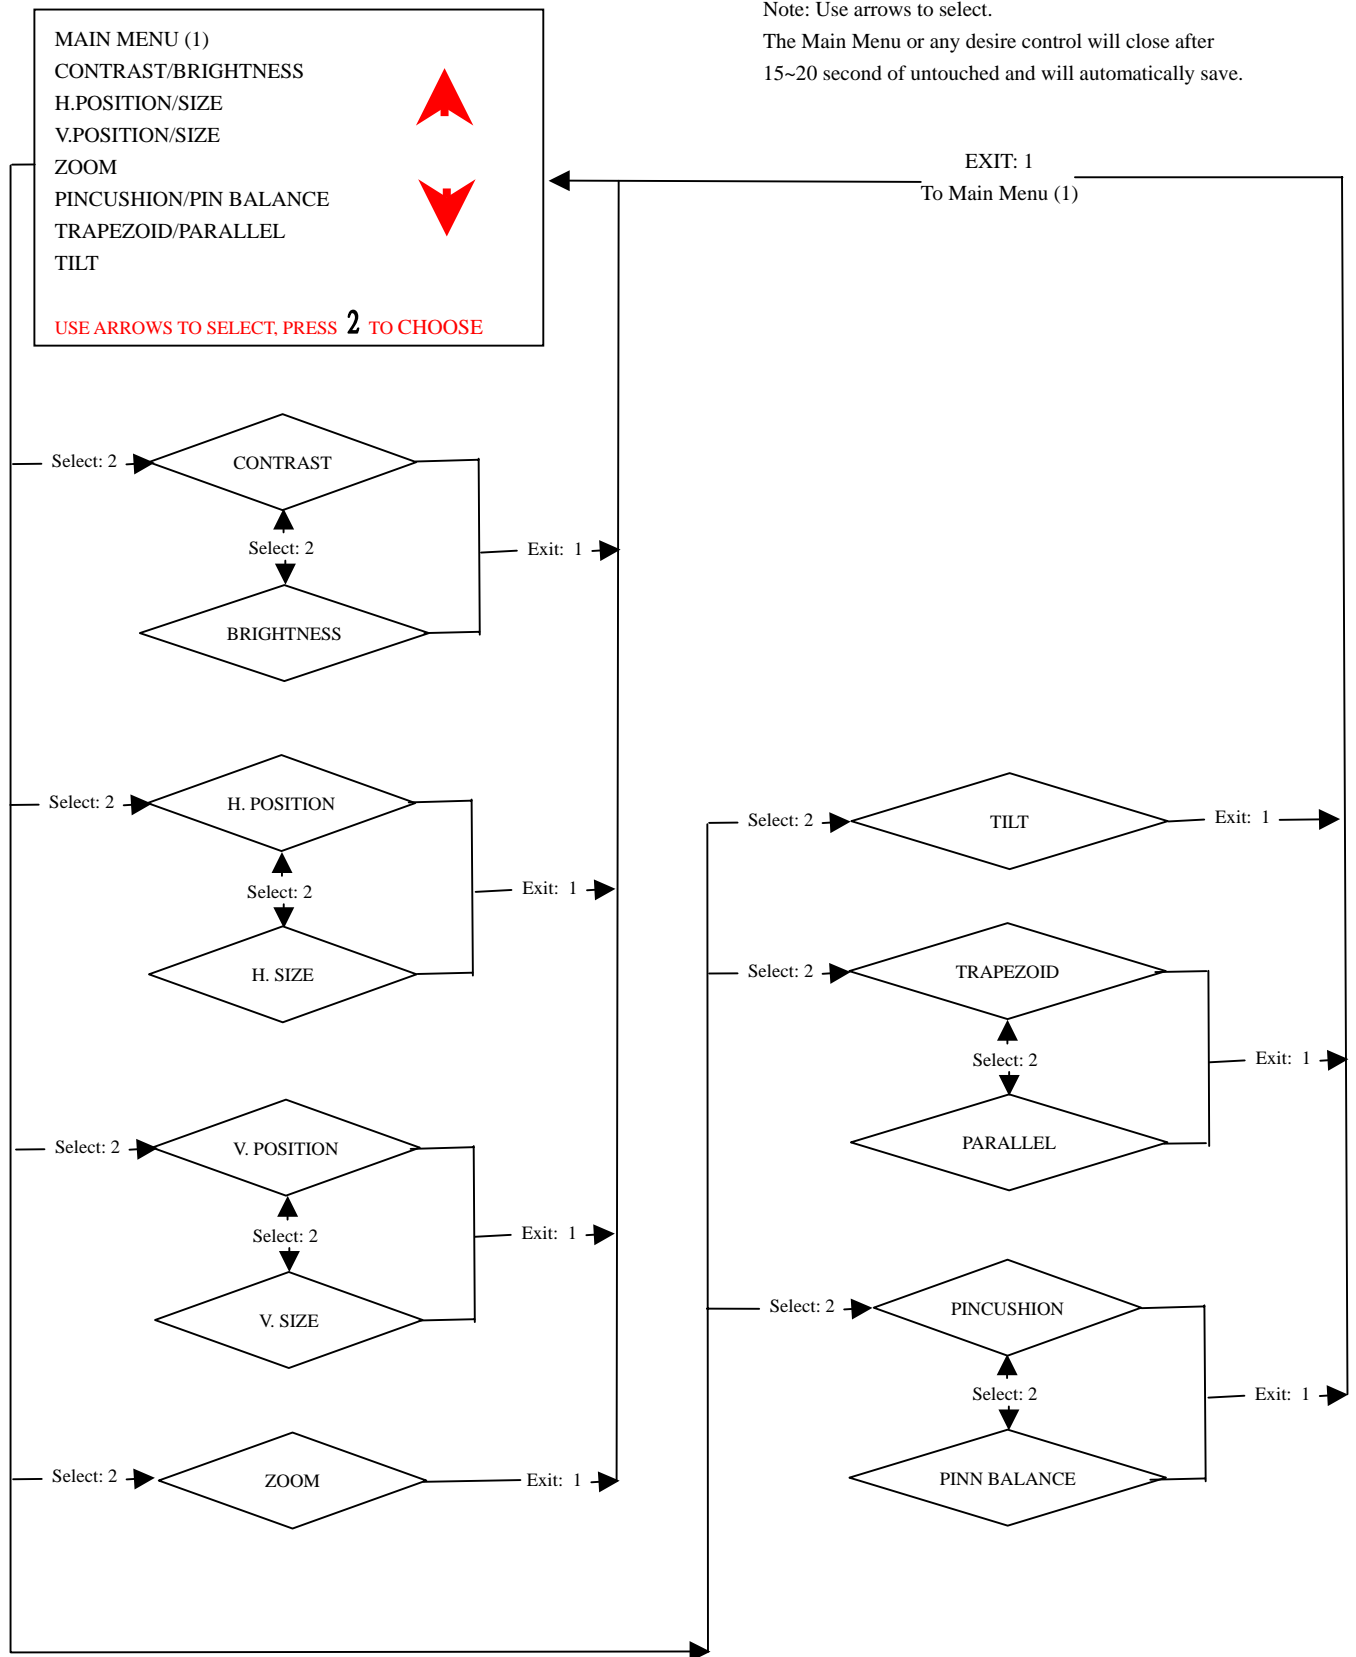 Note: Use arrows to select.
The Main Menu or any desire control will close after
15~20 second of untouched and will automatically save.
MAIN MENU (1)
CONTRAST/BRIGHTNESS
H.POSITION/SIZE
V.POSITION/SIZE
ZOOM
PINCUSHION/PIN BALANCE
TRAPEZOID/PARALLEL
TILT
USE ARROWS TO SELECT, PRESS 2 TO CHOOSE
EXIT: 1
To Main Menu (1)
Select: 2
CONTRAST
Select: 2
Exit: 1
BRIGHTNESS
Select: 2
H. POSITION
Select: 2
Exit: 1
H. SIZE
Select: 2
V. POSITION
Select: 2
Exit: 1
V. SIZE
Select: 2
ZOOM
Exit: 1
Select: 2
TILT
Exit: 1
Select: 2
TRAPEZOID
Select: 2
Exit: 1
PARALLEL
Select: 2
PINCUSHION
Select: 2
Exit: 1
PINN BALANCE